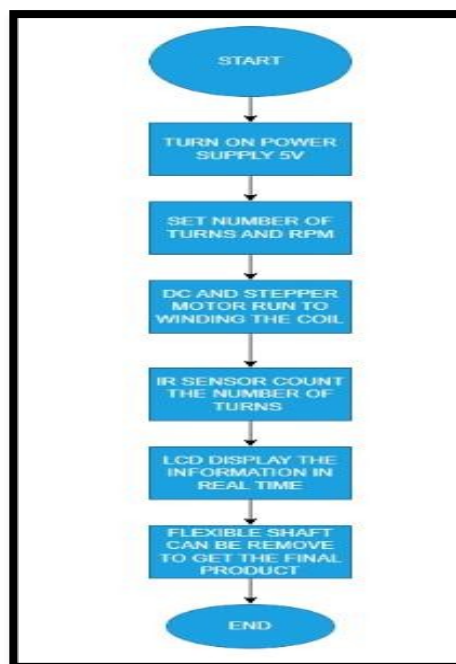 START
TURN ON POWER
SUPPLY 5V
SET NUMBER OF
TURNS AND RPM
DC AND STEPPER
MOTOR RUN TO
WINDING THE COIL
IR SENSOR COUNT
THE NUMBER OF
TURNS
LCD DISPLAY THE
INFORMATION IN
REAL TIME
FLEXIBLE SHAFT
CAN BE REMOVE
TO GET THE FINAL
PRODUCT
END